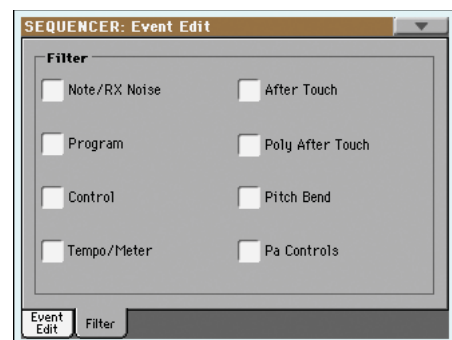 SEQUENCER: Event Edit
Filter
Note/RX Noise
After Touch
Program
Poly After Touch
Control
Pitch Bend
Tempo/Meter
Pa Controls
Event
Edit
Filter